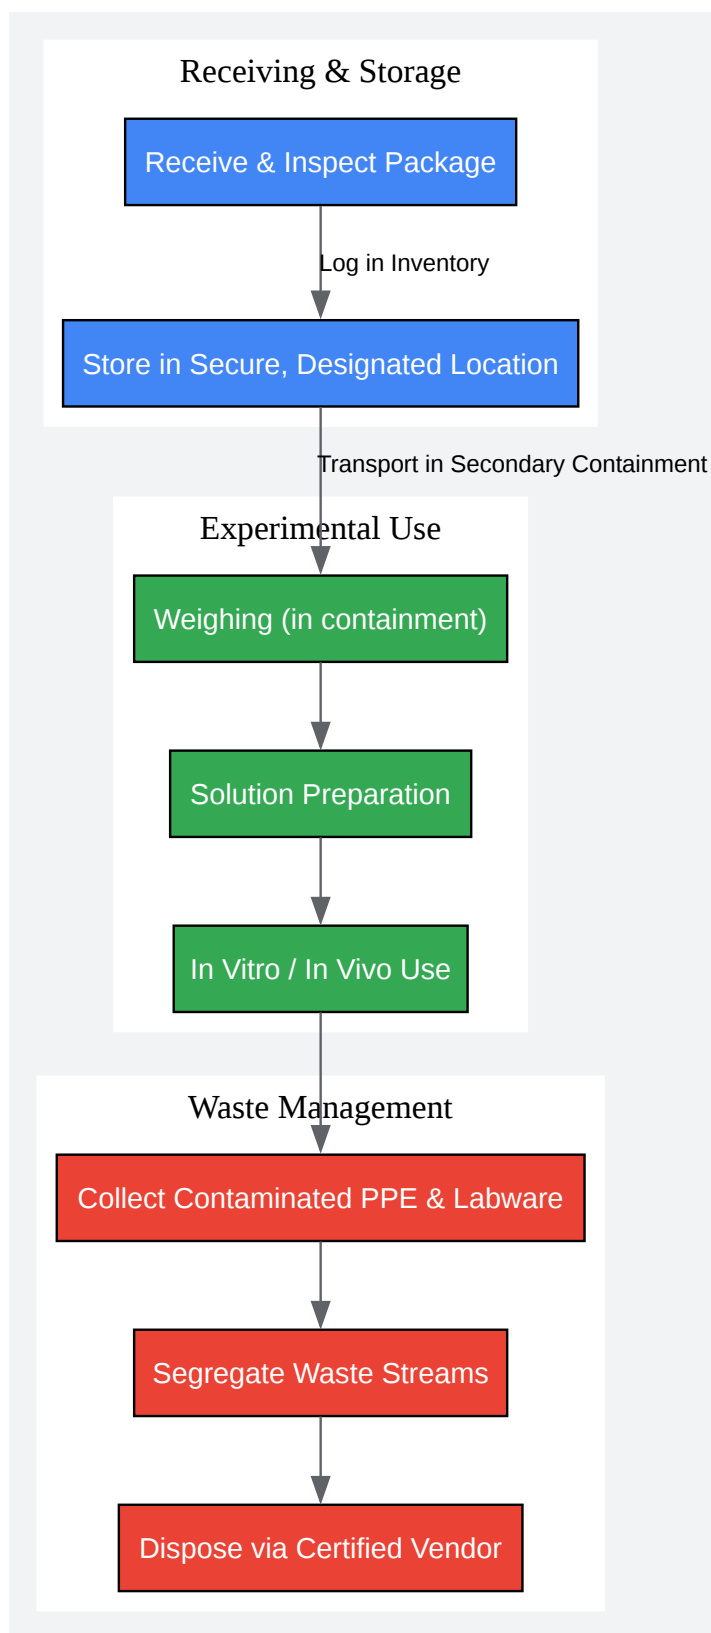 Receiving & Storage
Receive & Inspect Package
Log in Inventory
Store in Secure, Designated Location
Transport in Secondary Containment
Experimental Use
Weighing (in containment)
Solution Preparation
In Vitro / In Vivo Use
Waste Management
Collect Contaminated PPE & Labware
Segregate Waste Streams
Dispose via Certified Vendor